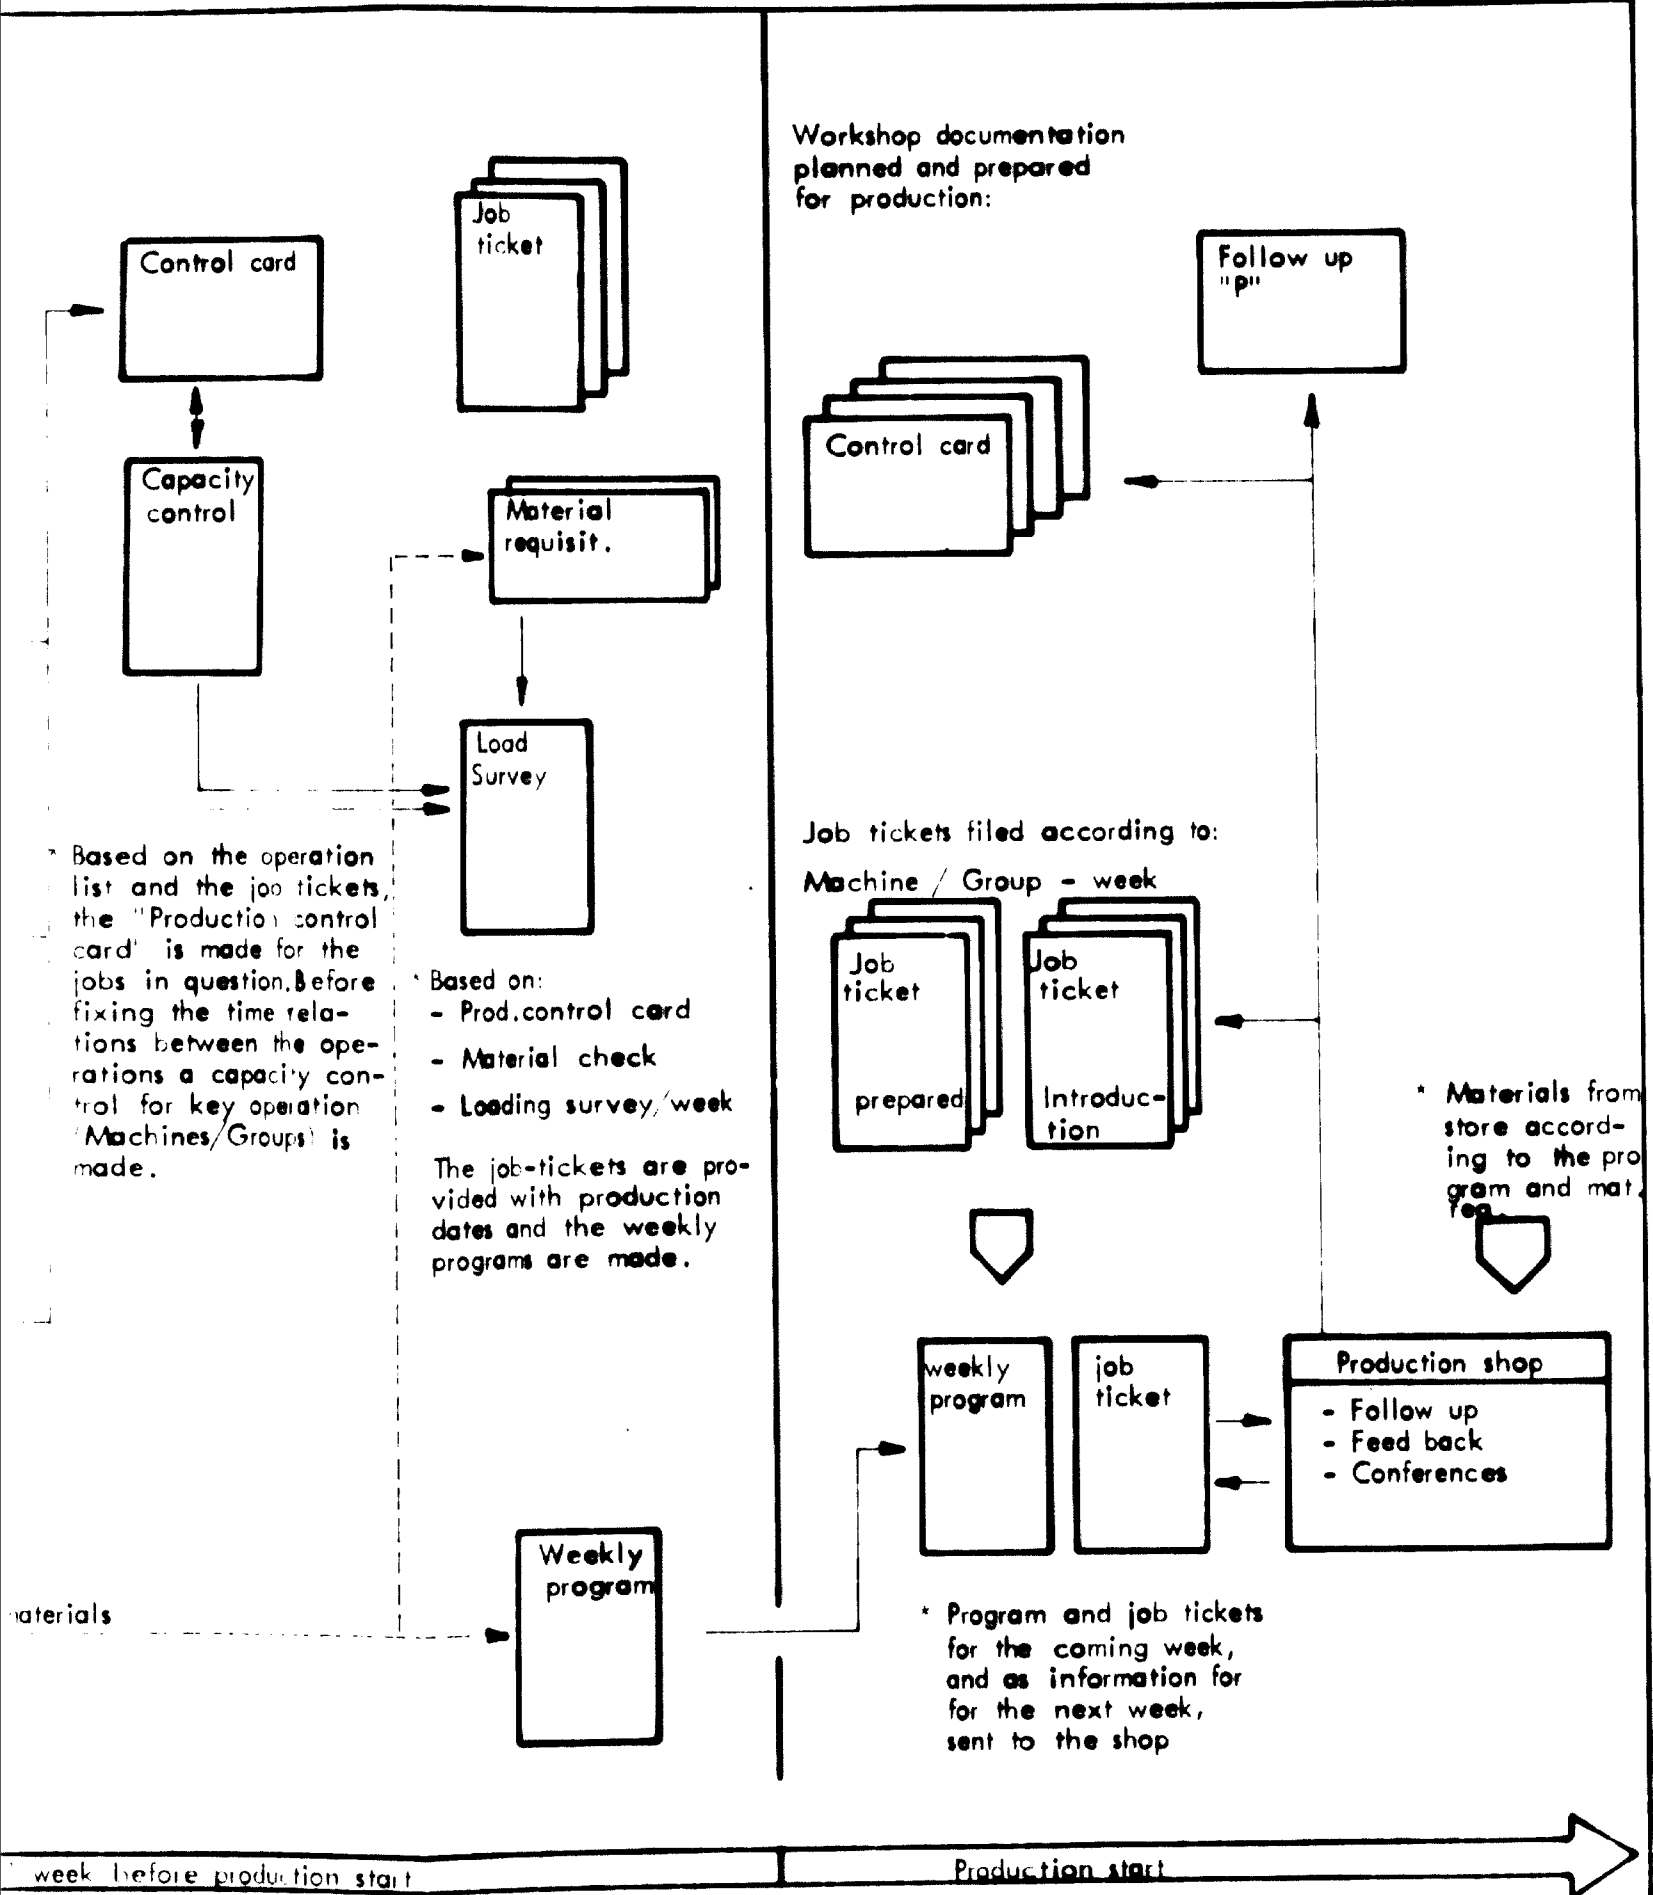 Control card
Job
ticket
Capacity
control
Material
requisit.
Load
Survey
* Based on the operation
list and the job tickets,
the "Production control
card" is made for the
jobs in question. Before
fixing the time rela-
tions between the ope-
rations a capacity con-
trol for key operation
(Machines/Groups) is
made.
* Based on:
- Prod.control card
- Material check
- Loading survey/week
The job-tickets are pro-
vided with production
dates and the weekly
programs are made.
Weekly
program
week before production start
Workshop documentation
planned and prepared
for production:
Follow up
"P"
Control card
Job tickets filed according to:
Machine / Group - week
Job
ticket
prepared
Job
ticket
Introduc-
tion
* Materials from
store accord-
ing to the pro
gram and mat.
req.
weekly
program
job
ticket
Production shop
- Follow up
- Feed back
- Conferences
* Program and job tickets
for the coming week,
and as information for
for the next week,
sent to the shop
Production start